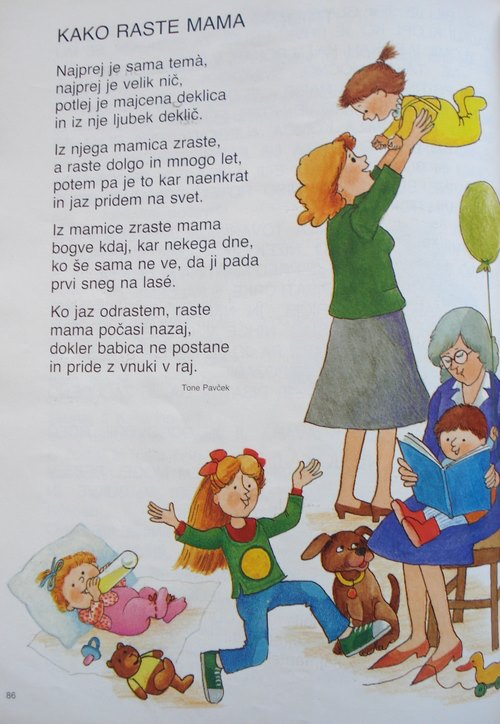 KAKO RASTE MAMA
Najprej je sama temà,
najprej je velik nič,
potlej je majcena deklica
in iz nje ljubek deklič.
Iz njega mamica zraste,
a raste dolgo in mnogo let,
potem pa je to kar naenkrat
in jaz pridem na svet.
Iz mamice zraste mama
bogve kdaj, kar nekega dne,
ko še sama ne ve, da ji pada
prvi sneg na lasé.
Ko jaz odrastem, raste
mama počasi nazaj,
dokler babica ne postane
in pride z vnuki v raj.
Tone Pavček
86